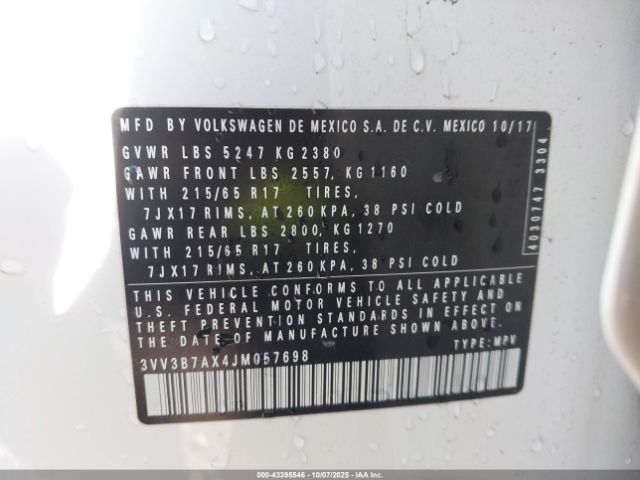 MFD BY VOLKSWAGEN DE MEXICO S.A. DE C.V. MEXICO 10/17
GVWR LBS 5247 KG 2380
GAWR FRONT LBS 2557, KG 1160
WITH 215/65 R17 TIRES,
7JX17 RIMS, AT 260 KPA, 38 PSI COLD
GAWR REAR LBS 2800, KG 1270
WITH 215/65 R17 TIRES,
7JX17 RIMS, AT 260 KPA, 38 PSI COLD
4030747 3304
THIS VEHICLE CONFORMS TO ALL APPLICABLE
U.S. FEDERAL MOTOR VEHICLE SAFETY AND
THEFT PREVENTION STANDARDS IN EFFECT ON
THE DATE OF MANUFACTURE SHOWN ABOVE.
3VV3B7AX4JM057698 TYPE: MPV
000-43395546 | 10/07/2025 | IAAI.COM